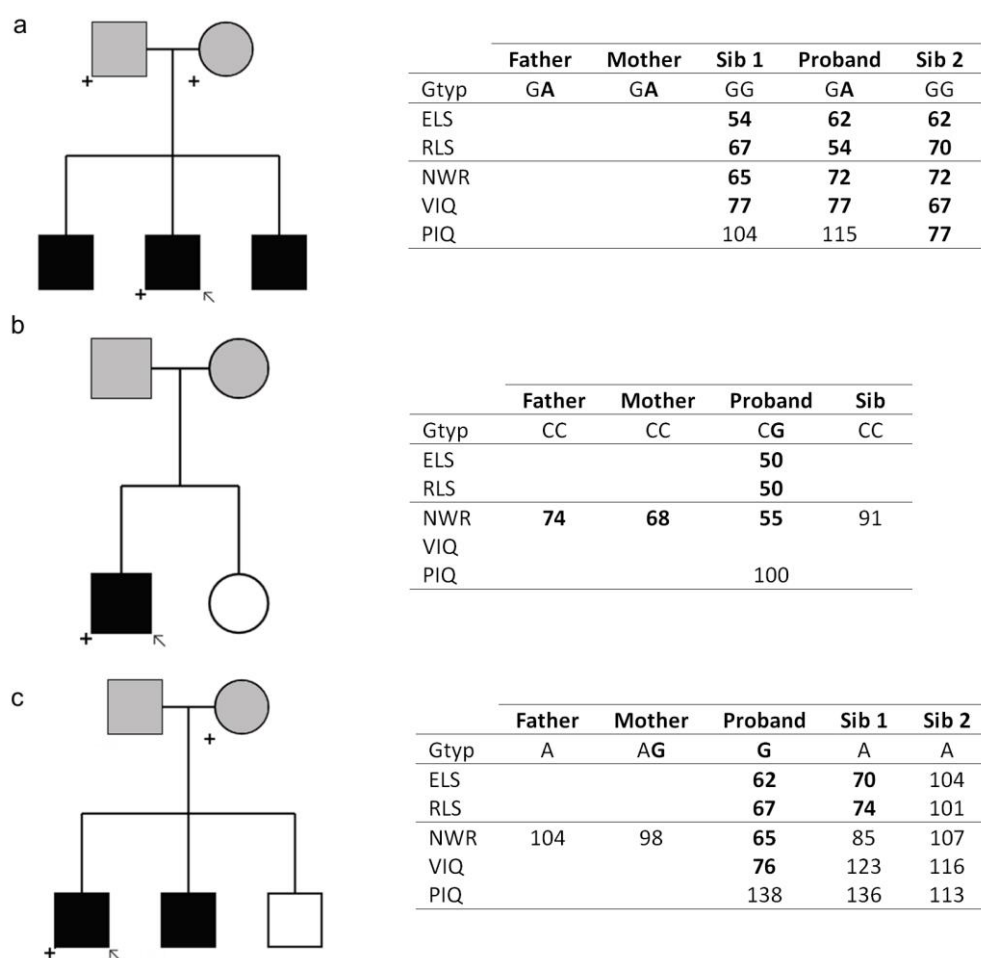 a
Father Mother Sib 1 Proband Sib 2
Gtyp GA GA GG GA GG
ELS 54 62 62
RLS 67 54 70
NWR 65 72 72
VIQ 77 77 67
PIQ 104 115 77
+ +
+
b
Father Mother Proband Sib
Gtyp CC CC CG CC
ELS 50
RLS 50
NWR 74 68 55 91
VIQ
PIQ 100
+
c
Father Mother Proband Sib 1 Sib 2
Gtyp A AG G A A
ELS 62 70 104
RLS 67 74 101
NWR 104 98 65 85 107
VIQ 76 123 116
PIQ 138 136 113
+
+